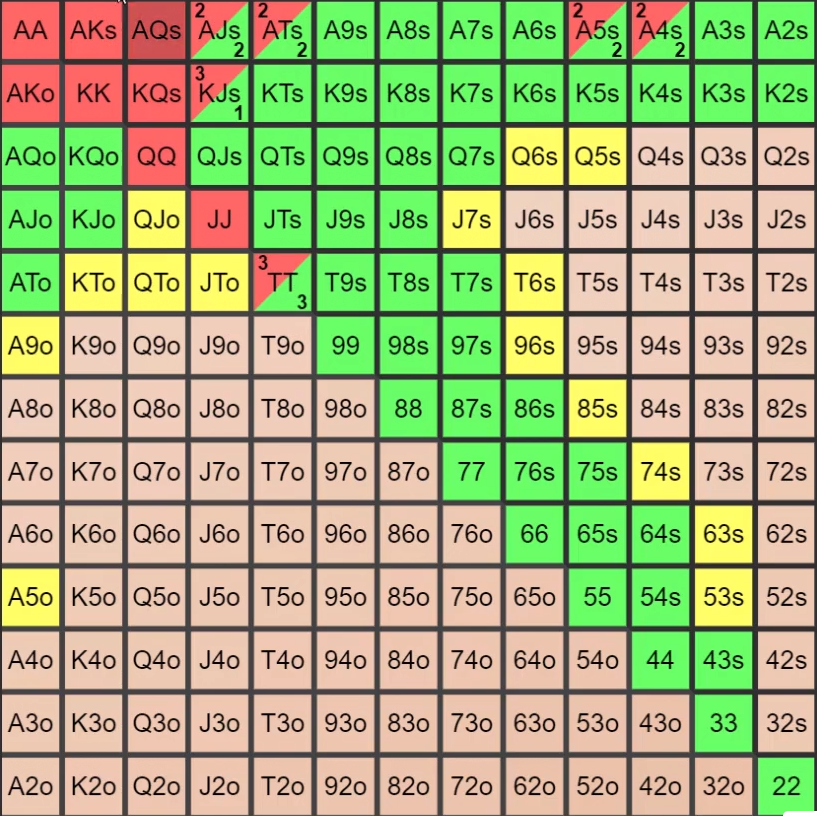 AA AKs AQs 2 AJs 2 2 ATs 2 A9s A8s A7s A6s 2 A5s 2 2 A4s 2 A3s A2s
AKo KK KQs 3 KJs 1 KTs K9s K8s K7s K6s K5s K4s K3s K2s
AQo KQo QQ QJs QTs Q9s Q8s Q7s Q6s Q5s Q4s Q3s Q2s
AJo KJo QJo JJ JTs J9s J8s J7s J6s J5s J4s J3s J2s
ATo KTo QTo JTo 3 TT 3 T9s T8s T7s T6s T5s T4s T3s T2s
A9o K9o Q9o J9o T9o 99 98s 97s 96s 95s 94s 93s 92s
A8o K8o Q8o J8o T8o 98o 88 87s 86s 85s 84s 83s 82s
A7o K7o Q7o J7o T7o 97o 87o 77 76s 75s 74s 73s 72s
A6o K6o Q6o J6o T6o 96o 86o 76o 66 65s 64s 63s 62s
A5o K5o Q5o J5o T5o 95o 85o 75o 65o 55 54s 53s 52s
A4o K4o Q4o J4o T4o 94o 84o 74o 64o 54o 44 43s 42s
A3o K3o Q3o J3o T3o 93o 83o 73o 63o 53o 43o 33 32s
A2o K2o Q2o J2o T2o 92o 82o 72o 62o 52o 42o 32o 22